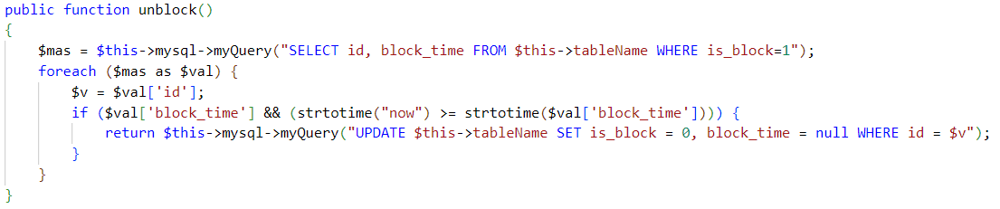 public function unblock()
{
    $mas = $this->mysql->myQuery("SELECT id, block_time FROM $this->tableName WHERE is_block=1");
    foreach ($mas as $val) {
        $v = $val['id'];
        if ($val['block_time'] && (strtotime("now") >= strtotime($val['block_time']))) {
            return $this->mysql->myQuery("UPDATE $this->tableName SET is_block = 0, block_time = null WHERE id = $v");
        }
    }
}